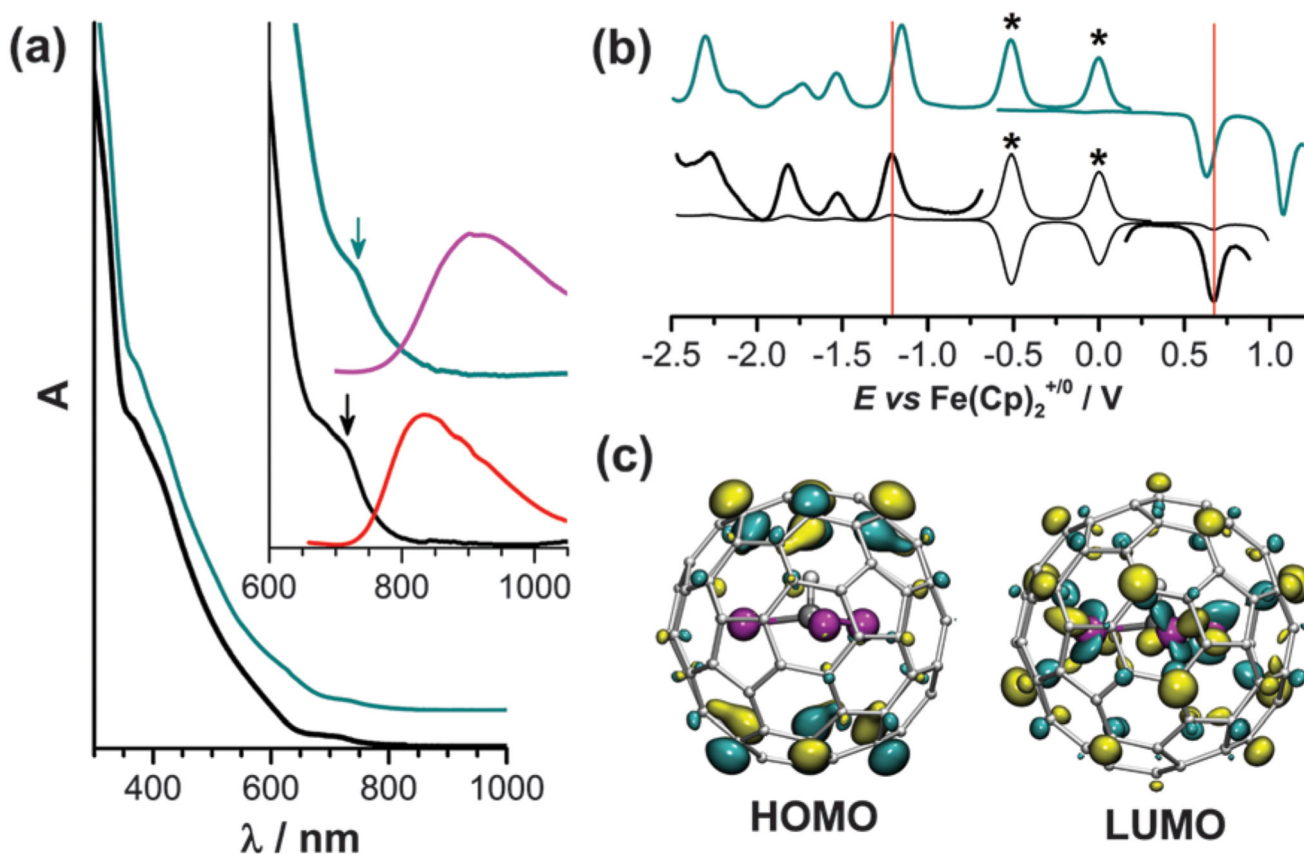 (a)
A
400 600 800 1000
λ / nm
600 800 1000
(b)
* *
* *
-2.5 -2.0 -1.5 -1.0 -0.5 0.0 0.5 1.0
E vs Fe(Cp)₂⁺/⁰ / V
(c)
HOMO
LUMO